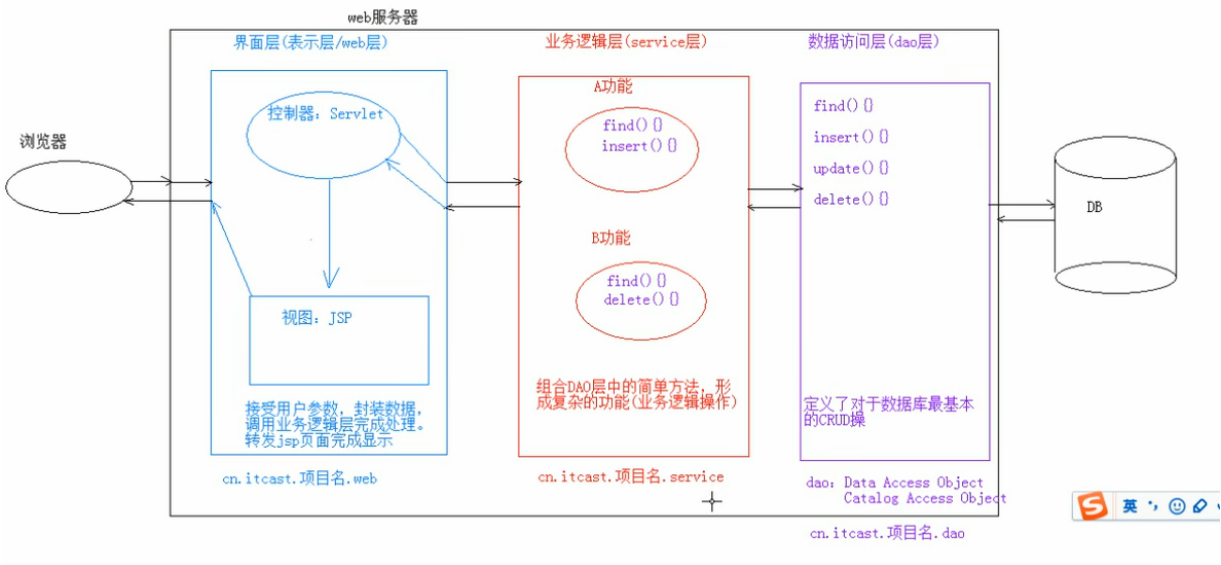 web服务器
界面层(表示层/web层)
业务逻辑层(service层)
数据访问层(dao层)
浏览器
控制器: Servlet
视图: JSP
接受用户参数, 封装数据,
调用业务逻辑层完成处理。
转发jsp页面完成显示
cn.itcast.项目名.web
A功能
find(){}
insert(){}
B功能
find(){}
delete(){}
组合DAO层中的简单方法, 形
成复杂的功能(业务逻辑操作)
cn.itcast.项目名.service
find(){}
insert(){}
update(){}
delete(){}
定义了对于数据库最基本
的CRUD操
dao: Data Access Object
Catalog Access Object
cn.itcast.项目名.dao
DB
英